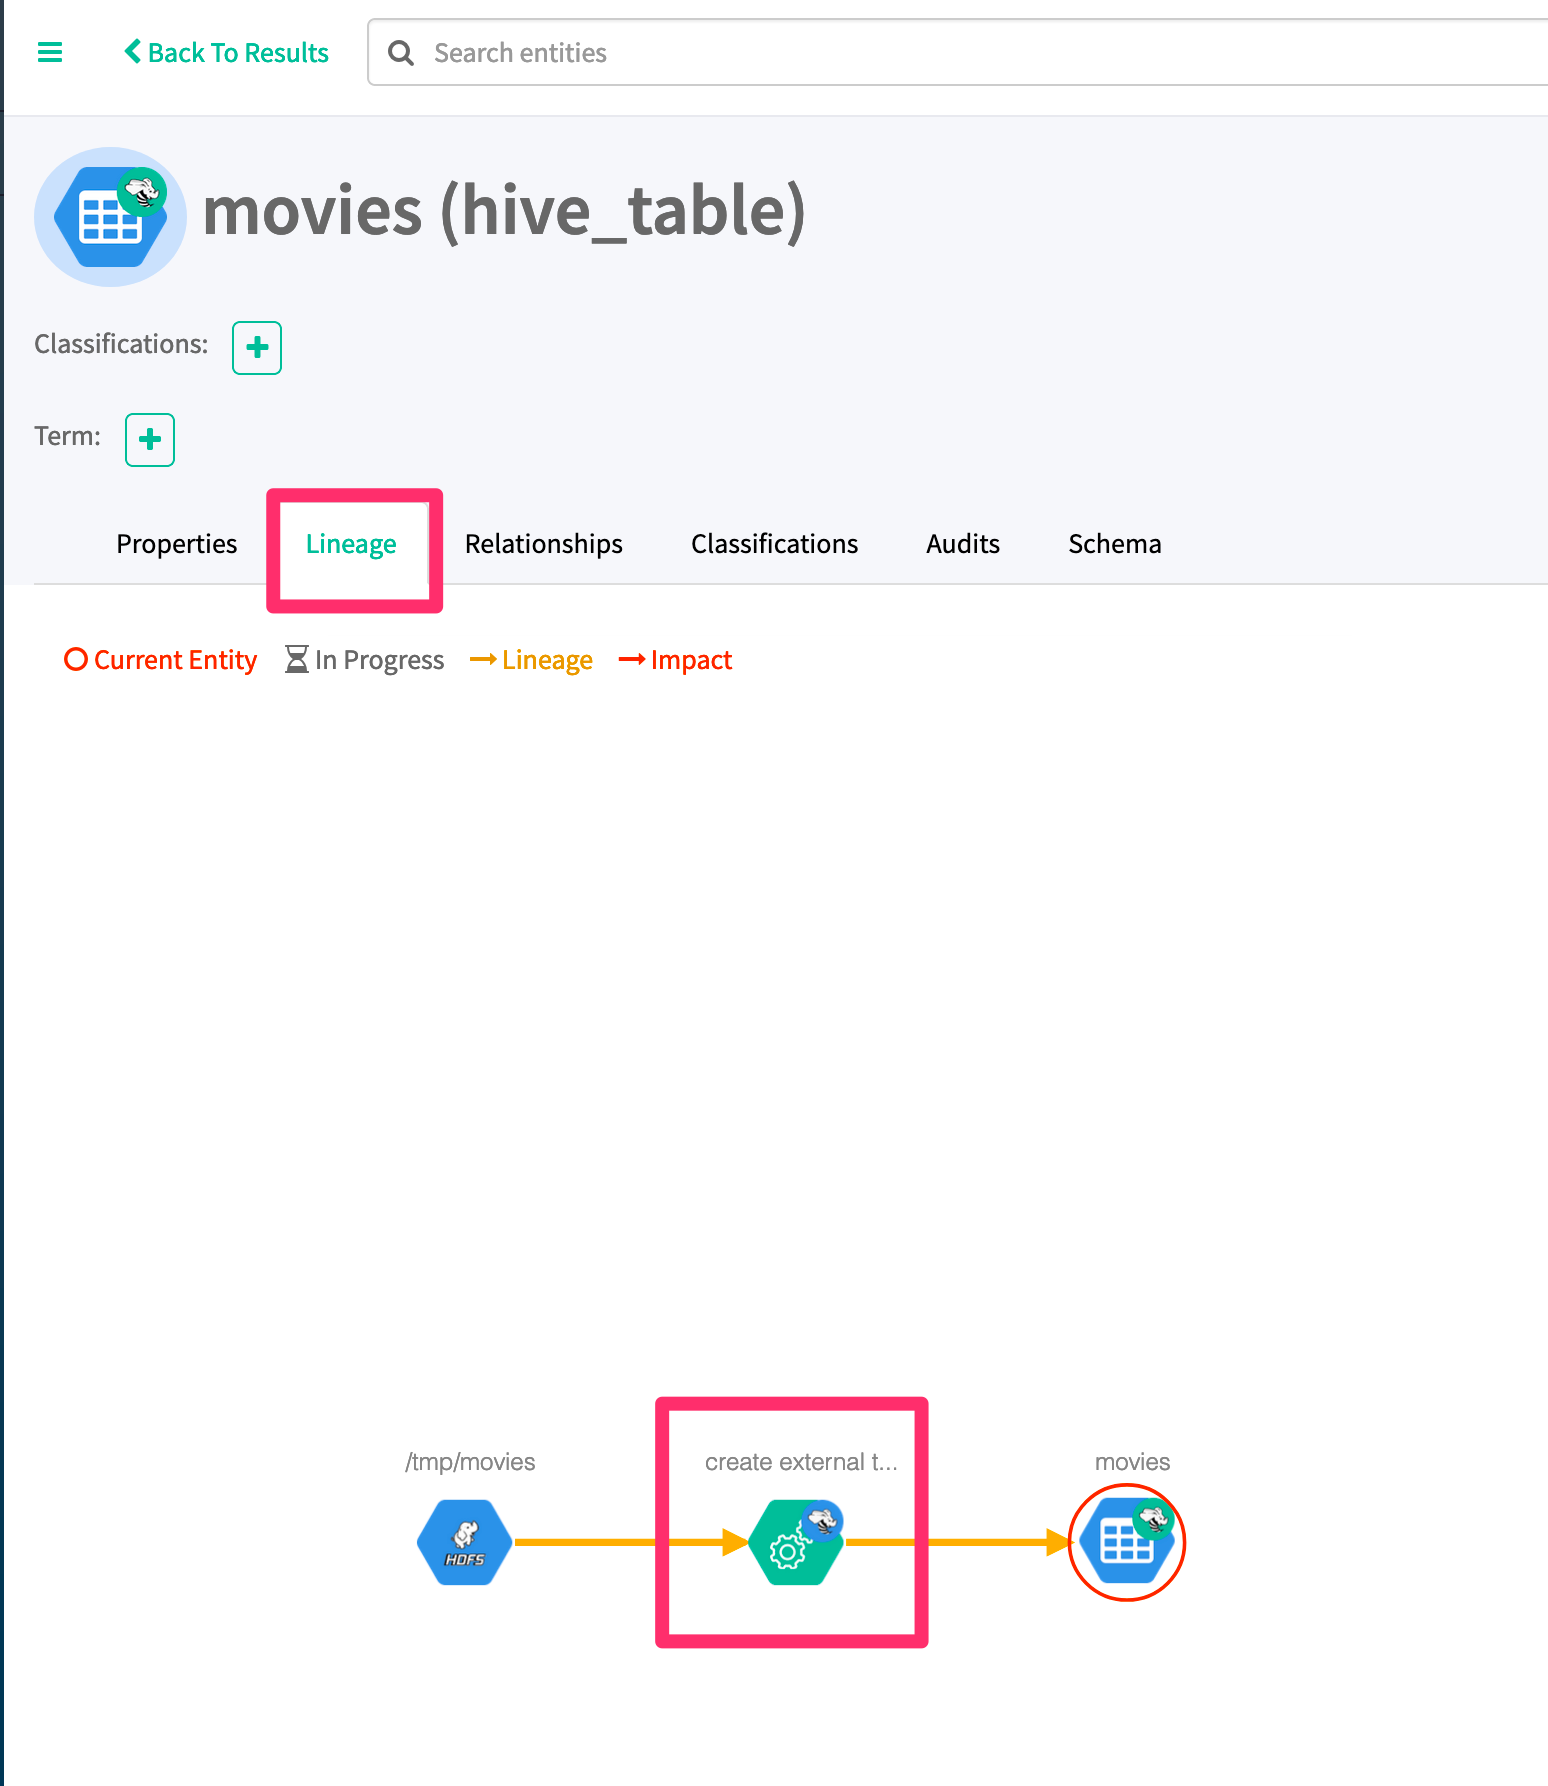 Back To Results
Search entities
movies (hive_table)
Classifications:
Term:
Properties Lineage Relationships Classifications Audits Schema
Current Entity In Progress Lineage Impact
/tmp/movies create external t... movies
HDFS